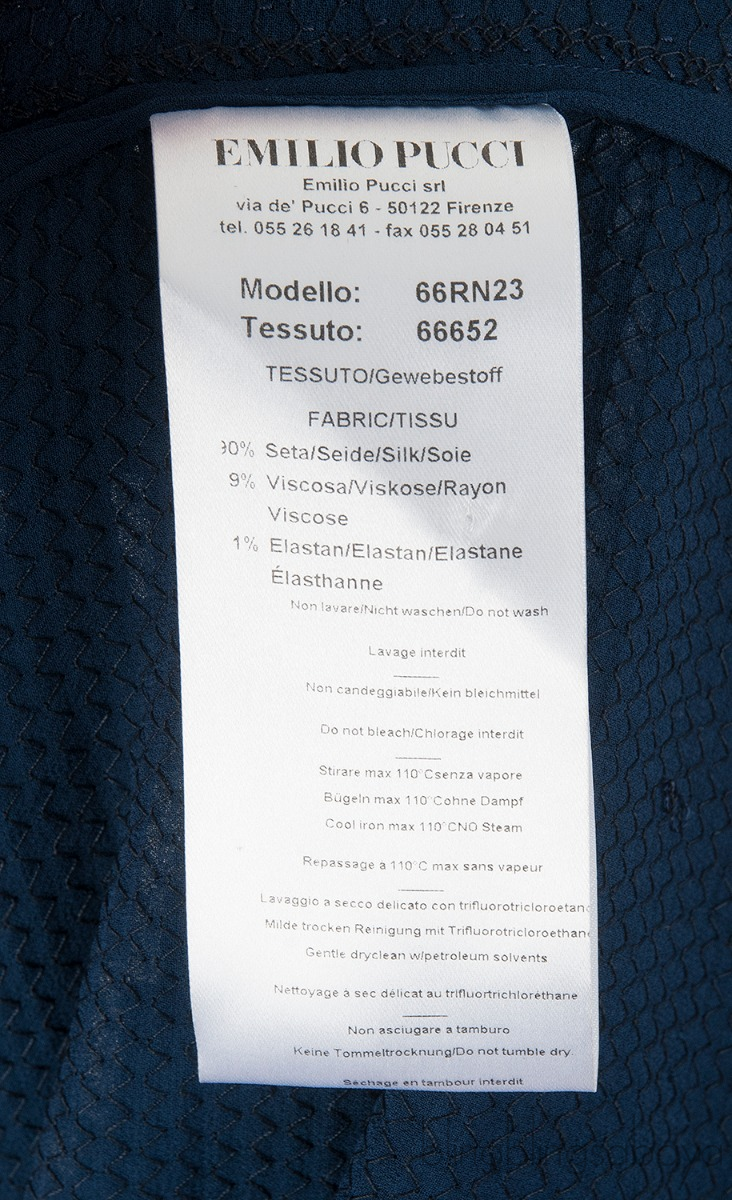 EMILIO PUCCI
Emilio Pucci srl
via de' Pucci 6 - 50122 Firenze
tel. 055 26 18 41 - fax 055 28 04 51
Modello: 66RN23
Tessuto: 66652
TESSUTO/Gewebestoff
FABRIC/TISSU
90% Seta/Seide/Silk/Soie
9% Viscosa/Viskose/Rayon
Viscose
1% Elastan/Elastan/Elastane
Élasthanne
Non lavare/Nicht waschen/Do not wash
Lavage interdit
Non candeggiabile/Kein bleichmittel
Do not bleach/Chlorage interdit
Stirare max 110°Csenza vapore
Bügeln max 110°Cohne Dampf
Cool iron max 110°CNO Steam
Repassage a 110°C max sans vapeur
Lavaggio a secco delicato con trifluorotricloroetan
Milde trocken Reinigung mit Trifluorotricloroethan
Gentle dryclean w/petroleum solvents
Nettoyage à sec délicat au trifluortrichloréthane
Non asciugare a tamburo
Keine Tommeltrocknung/Do not tumble dry
Séchage en tambour interdit